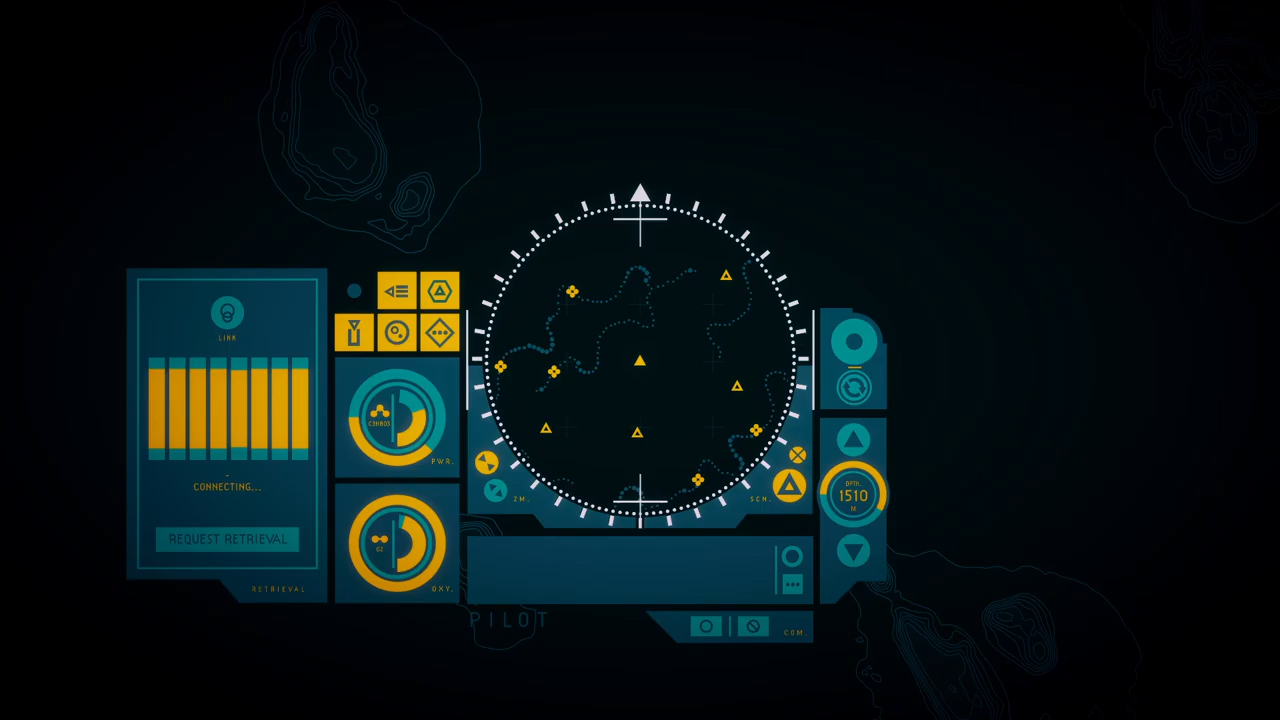 LINK
CONNECTING...
REQUEST RETRIEVAL
RETRIEVAL
C3H8O3
PWR.
O2
OXY.
ZM.
SCN.
DPTH.
1510
M
PILOT
COM.